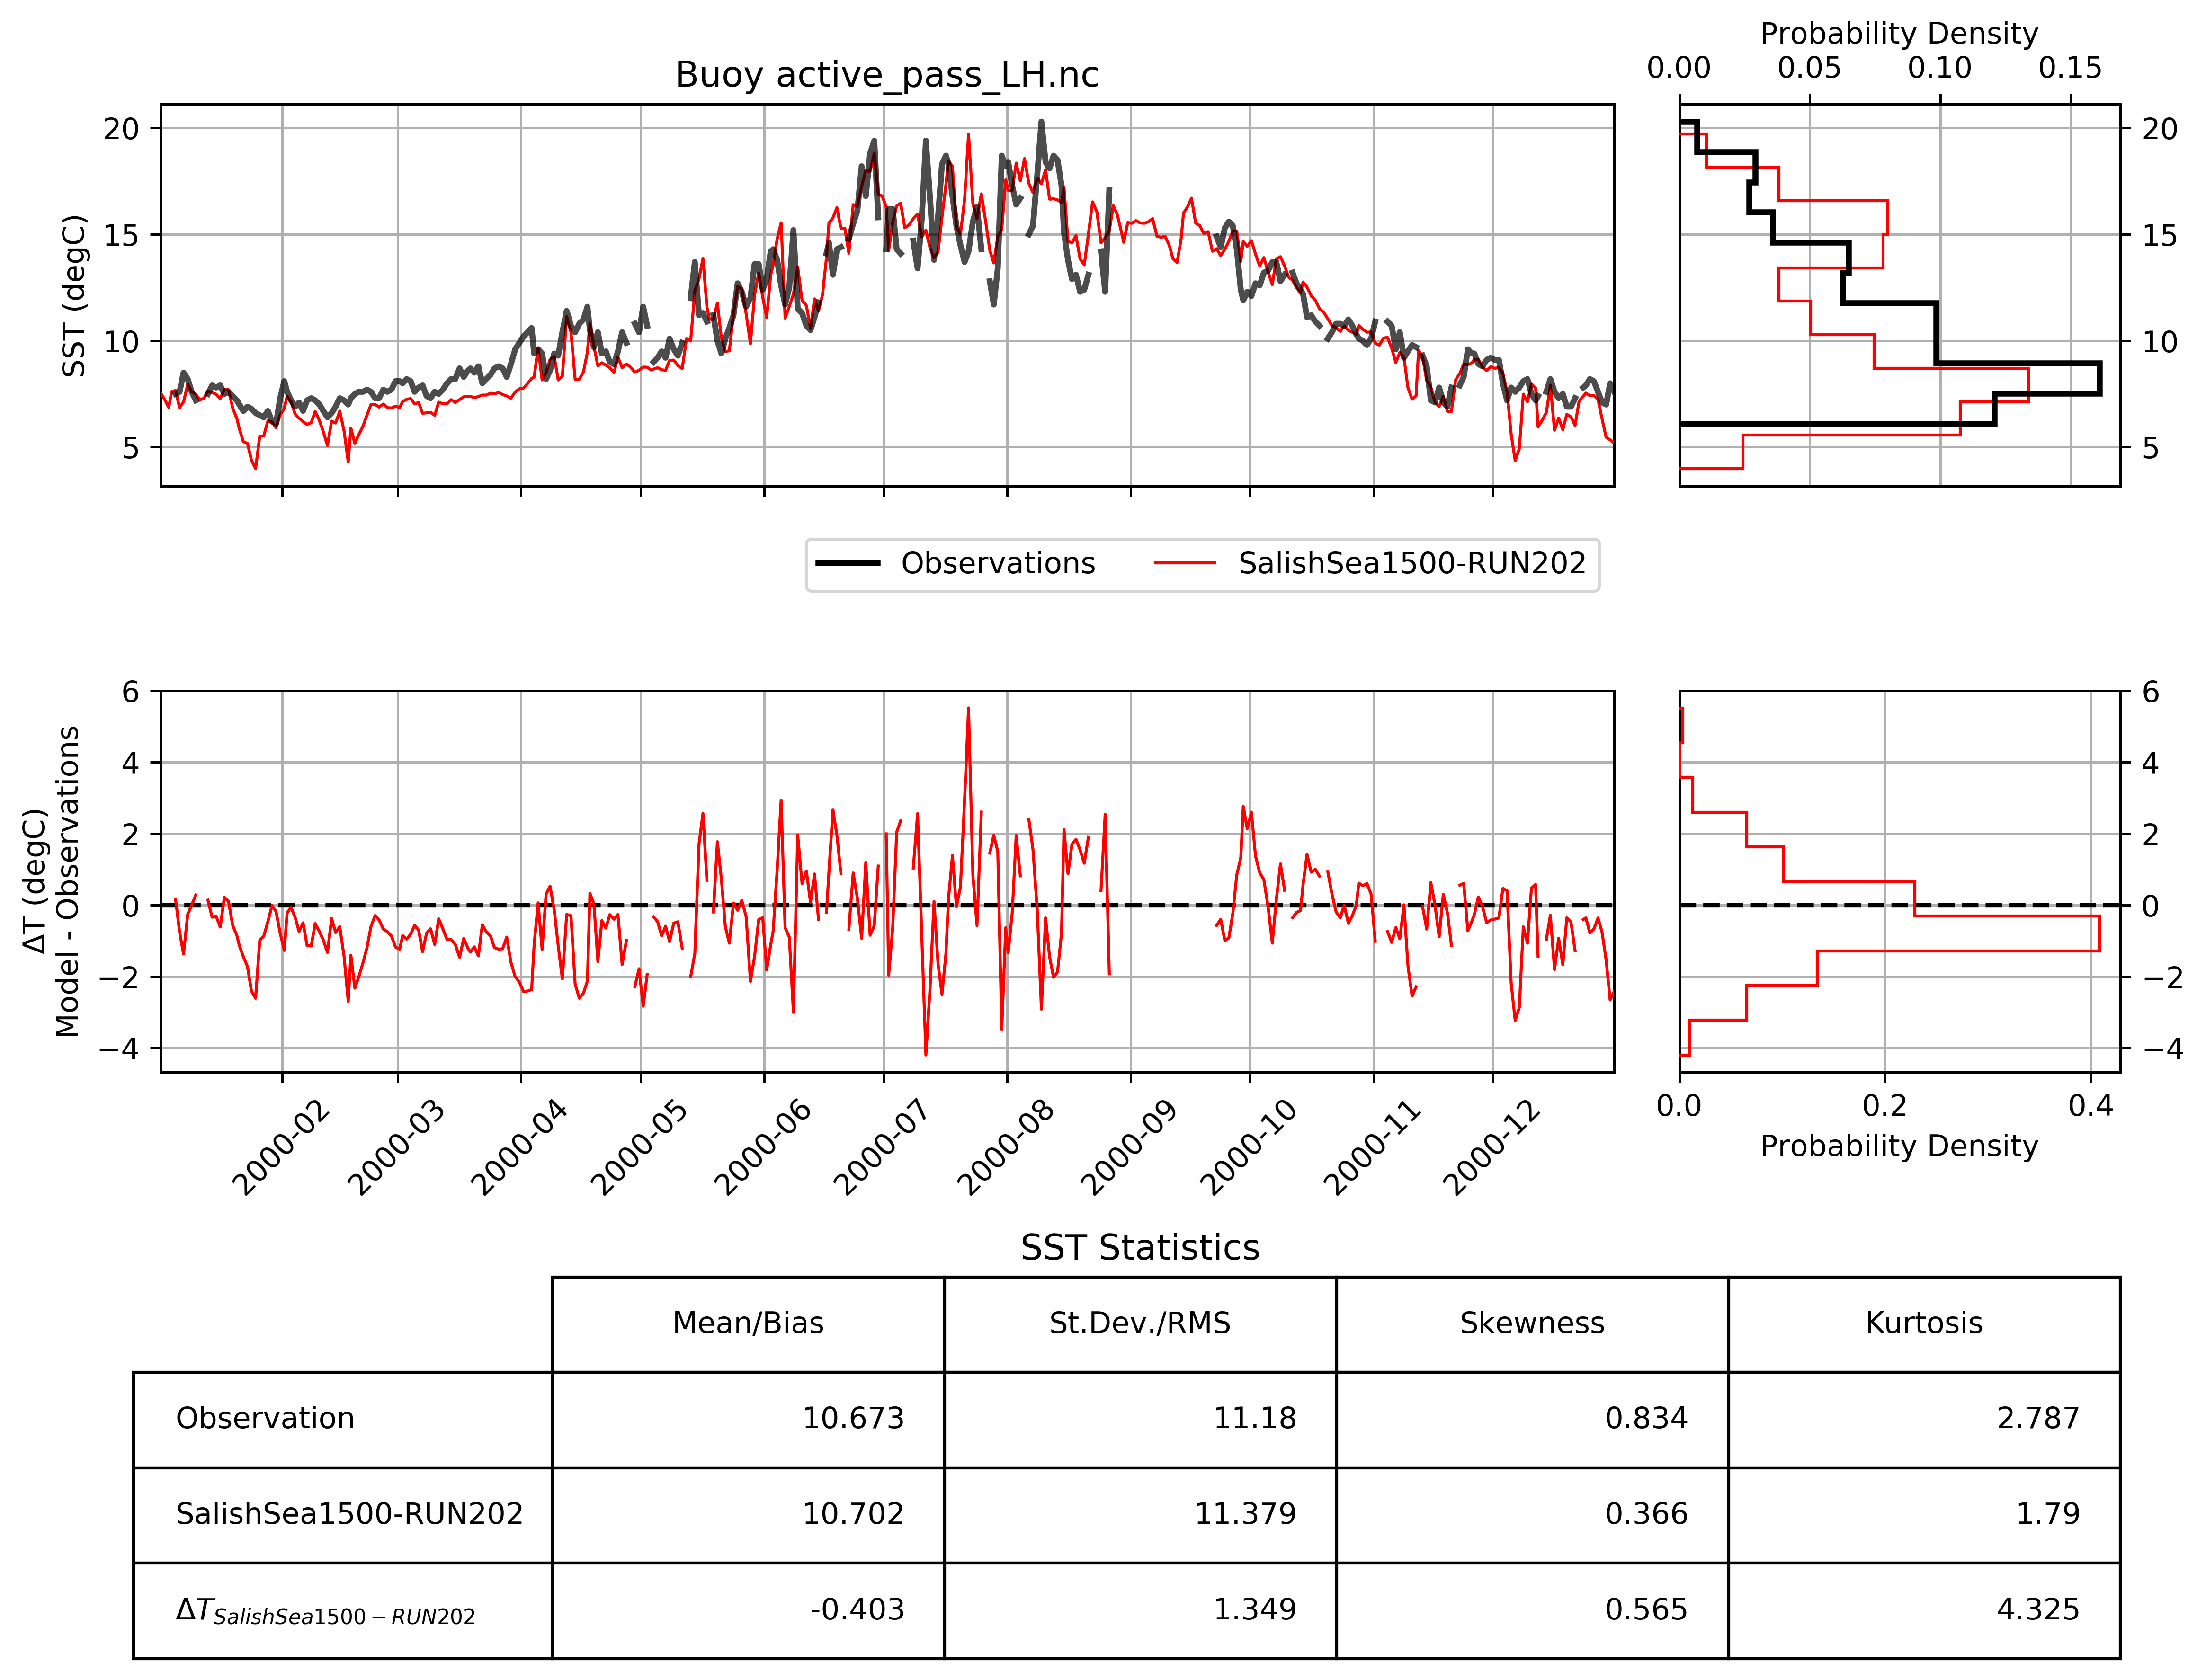 Probability Density
0.00 0.05 0.10 0.15
Buoy active_pass_LH.nc
SST (degC)
20
15
10
5
20
15
10
5
Observations SalishSea1500-RUN202
ΔT (degC)
Model - Observations
6
4
2
0
−2
−4
6
4
2
0
−2
−4
2000-02 2000-03 2000-04 2000-05 2000-06 2000-07 2000-08 2000-09 2000-10 2000-11 2000-12
0.0 0.2 0.4
Probability Density
SST Statistics
Mean/Bias St.Dev./RMS Skewness Kurtosis
Observation 10.673 11.18 0.834 2.787
SalishSea1500-RUN202 10.702 11.379 0.366 1.79
ΔT SalishSea1500−RUN202 -0.403 1.349 0.565 4.325